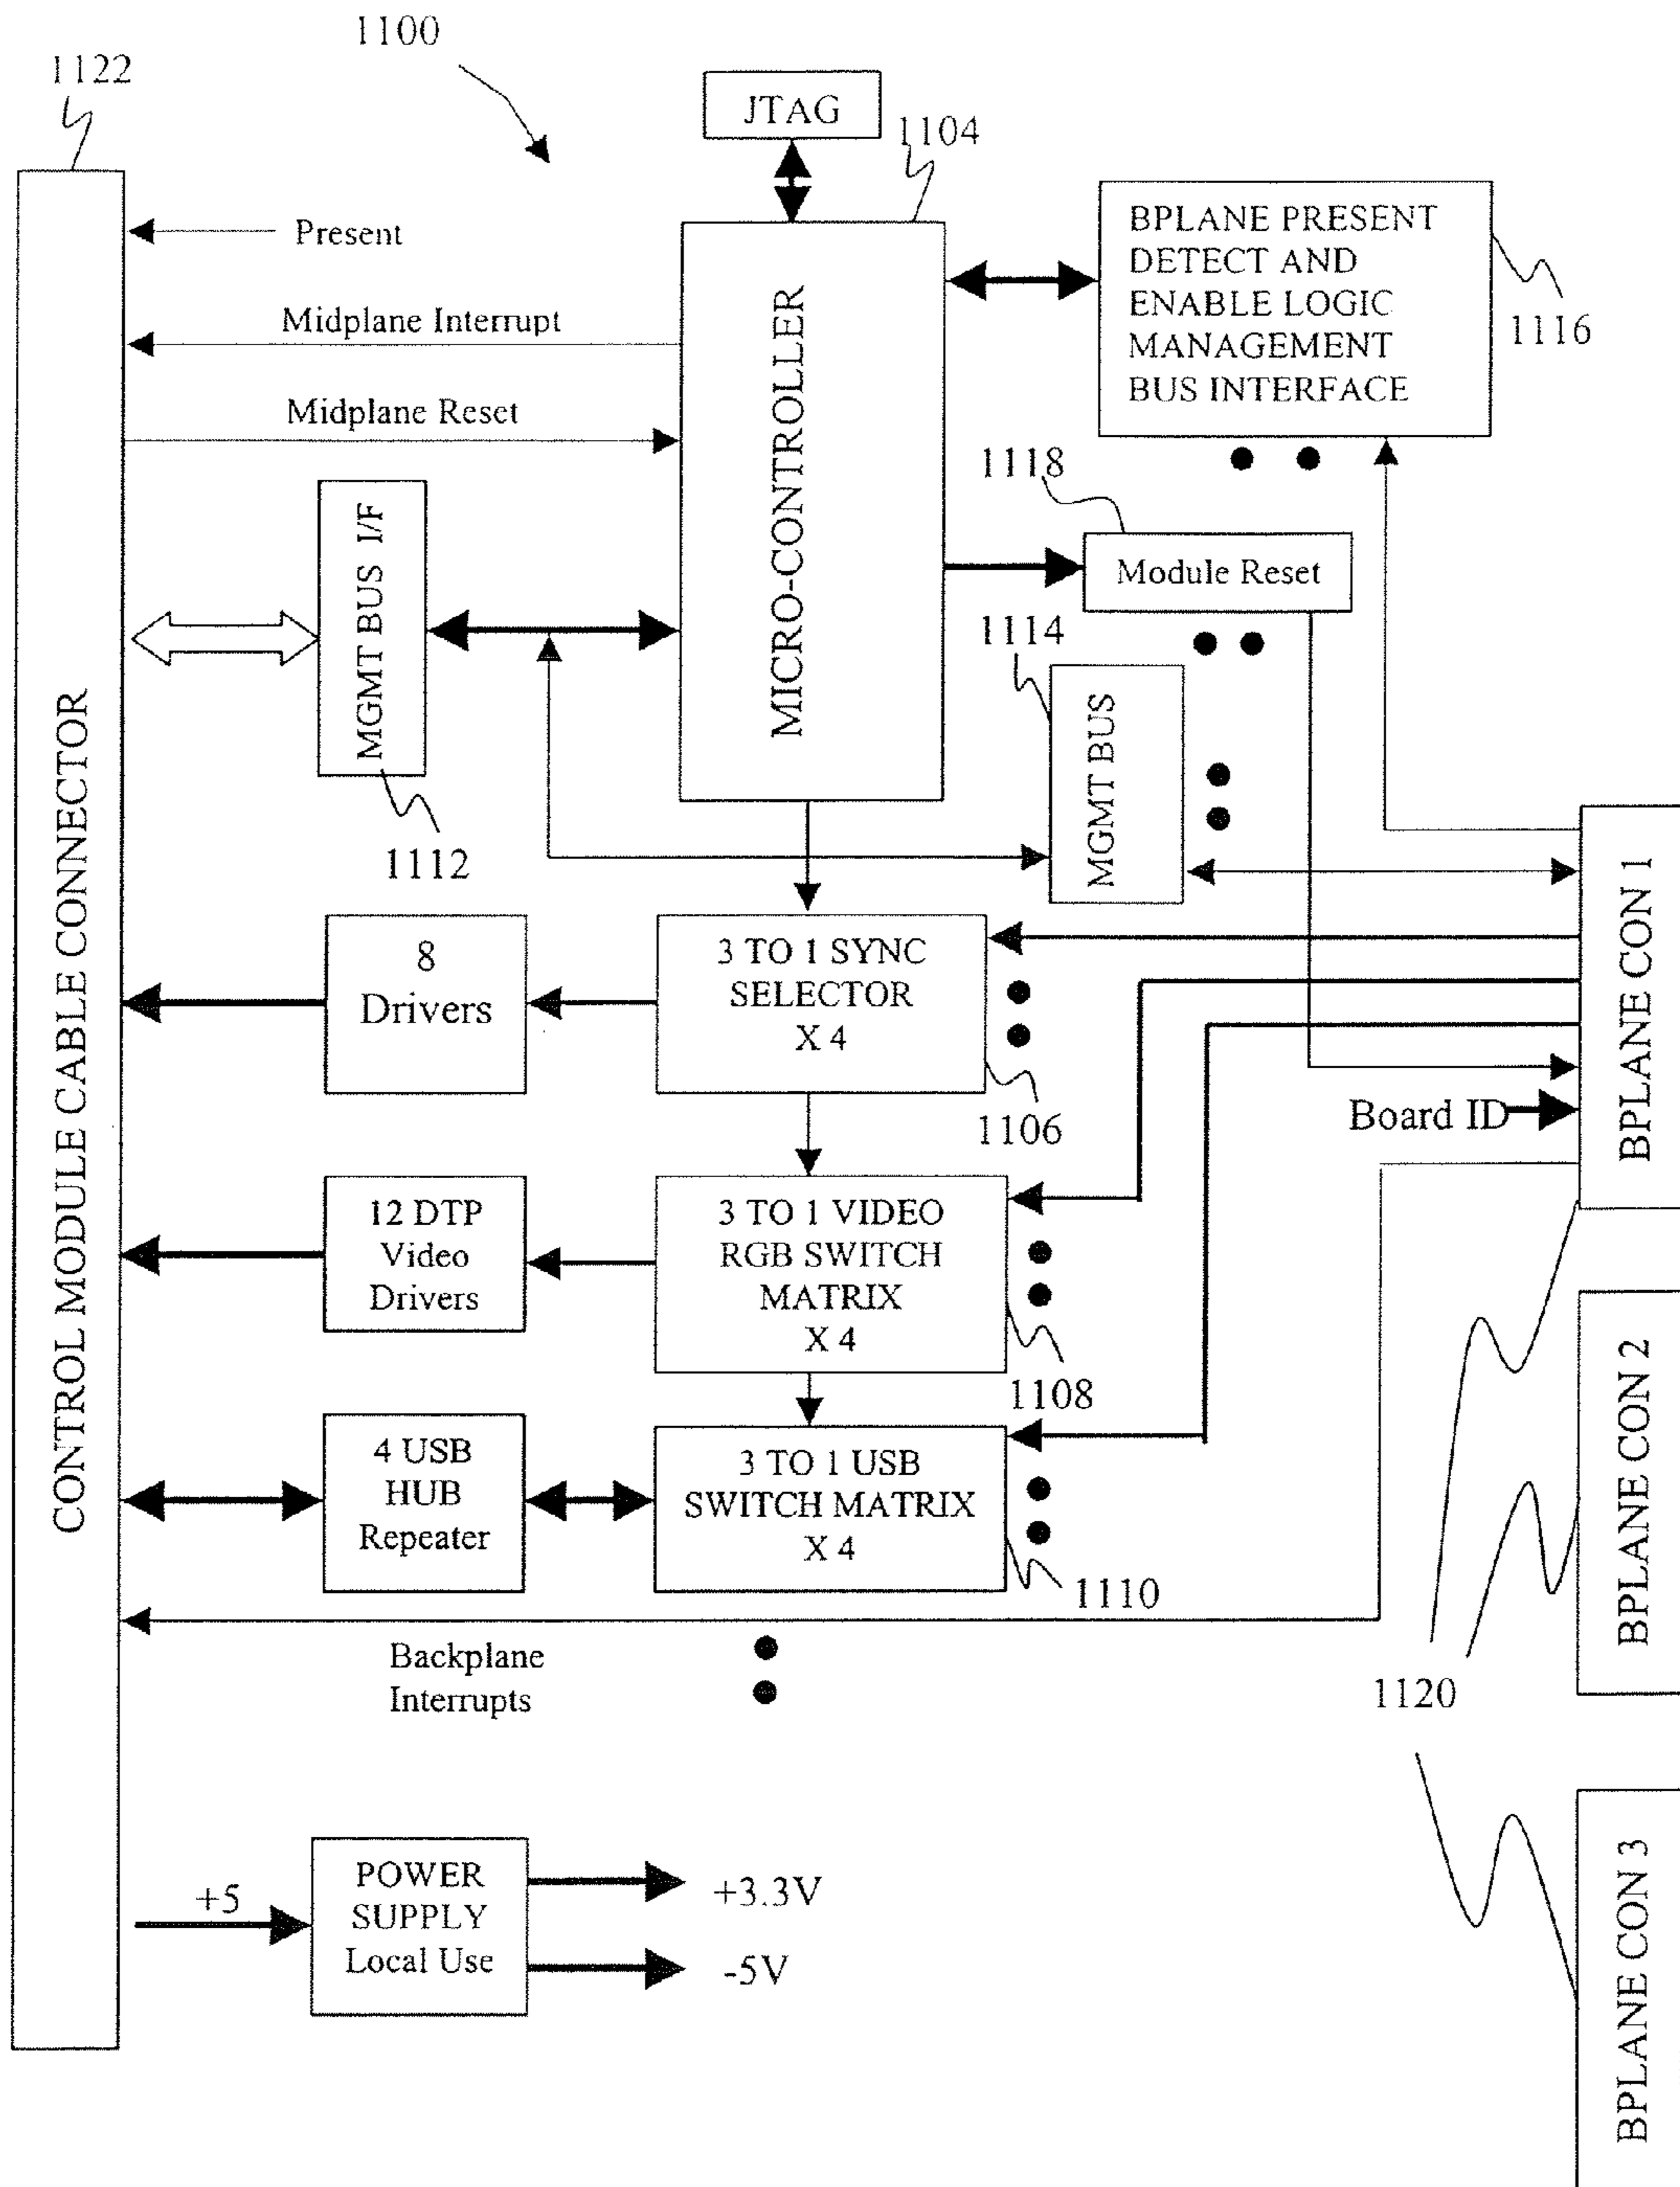 1100
1122
JTAG
1104
Present
BPLANE PRESENT
DETECT AND
ENABLE LOGIC
MANAGEMENT
BUS INTERFACE
1116
Midplane Interrupt
Midplane Reset
MICRO-CONTROLLER
1118
Module Reset
MGMT BUS I/F
1112
1114
MGMT BUS
CONTROL MODULE CABLE CONNECTOR
8
Drivers
3 TO 1 SYNC
SELECTOR
X 4
1106
Board ID
BPLANE CON 1
12 DTP
Video
Drivers
3 TO 1 VIDEO
RGB SWITCH
MATRIX
X 4
1108
4 USB
HUB
Repeater
3 TO 1 USB
SWITCH MATRIX
X 4
1110
BPLANE CON 2
Backplane
Interrupts
1120
+5
POWER
SUPPLY
Local Use
+3.3V
-5V
BPLANE CON 3